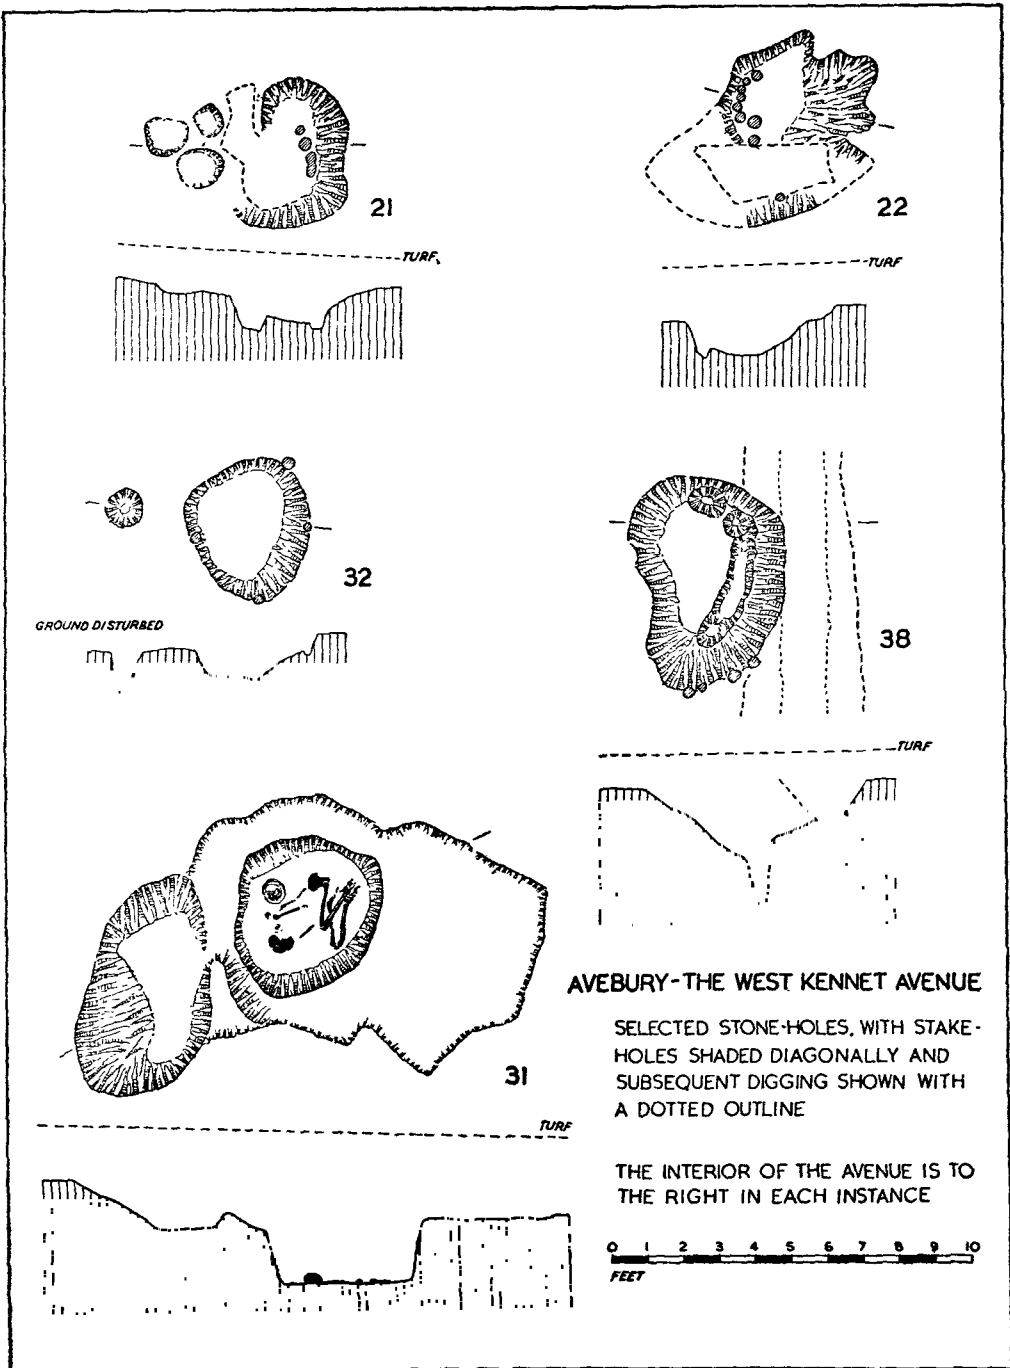 21
22
TURF
TURF
32
GROUND DISTURBED
38
TURF
31
TURF
AVEBURY-THE WEST KENNET AVENUE
SELECTED STONE-HOLES, WITH STAKE-
HOLES SHADED DIAGONALLY AND
SUBSEQUENT DIGGING SHOWN WITH
A DOTTED OUTLINE
THE INTERIOR OF THE AVENUE IS TO
THE RIGHT IN EACH INSTANCE
0 1 2 3 4 5 6 7 8 9 10
FEET